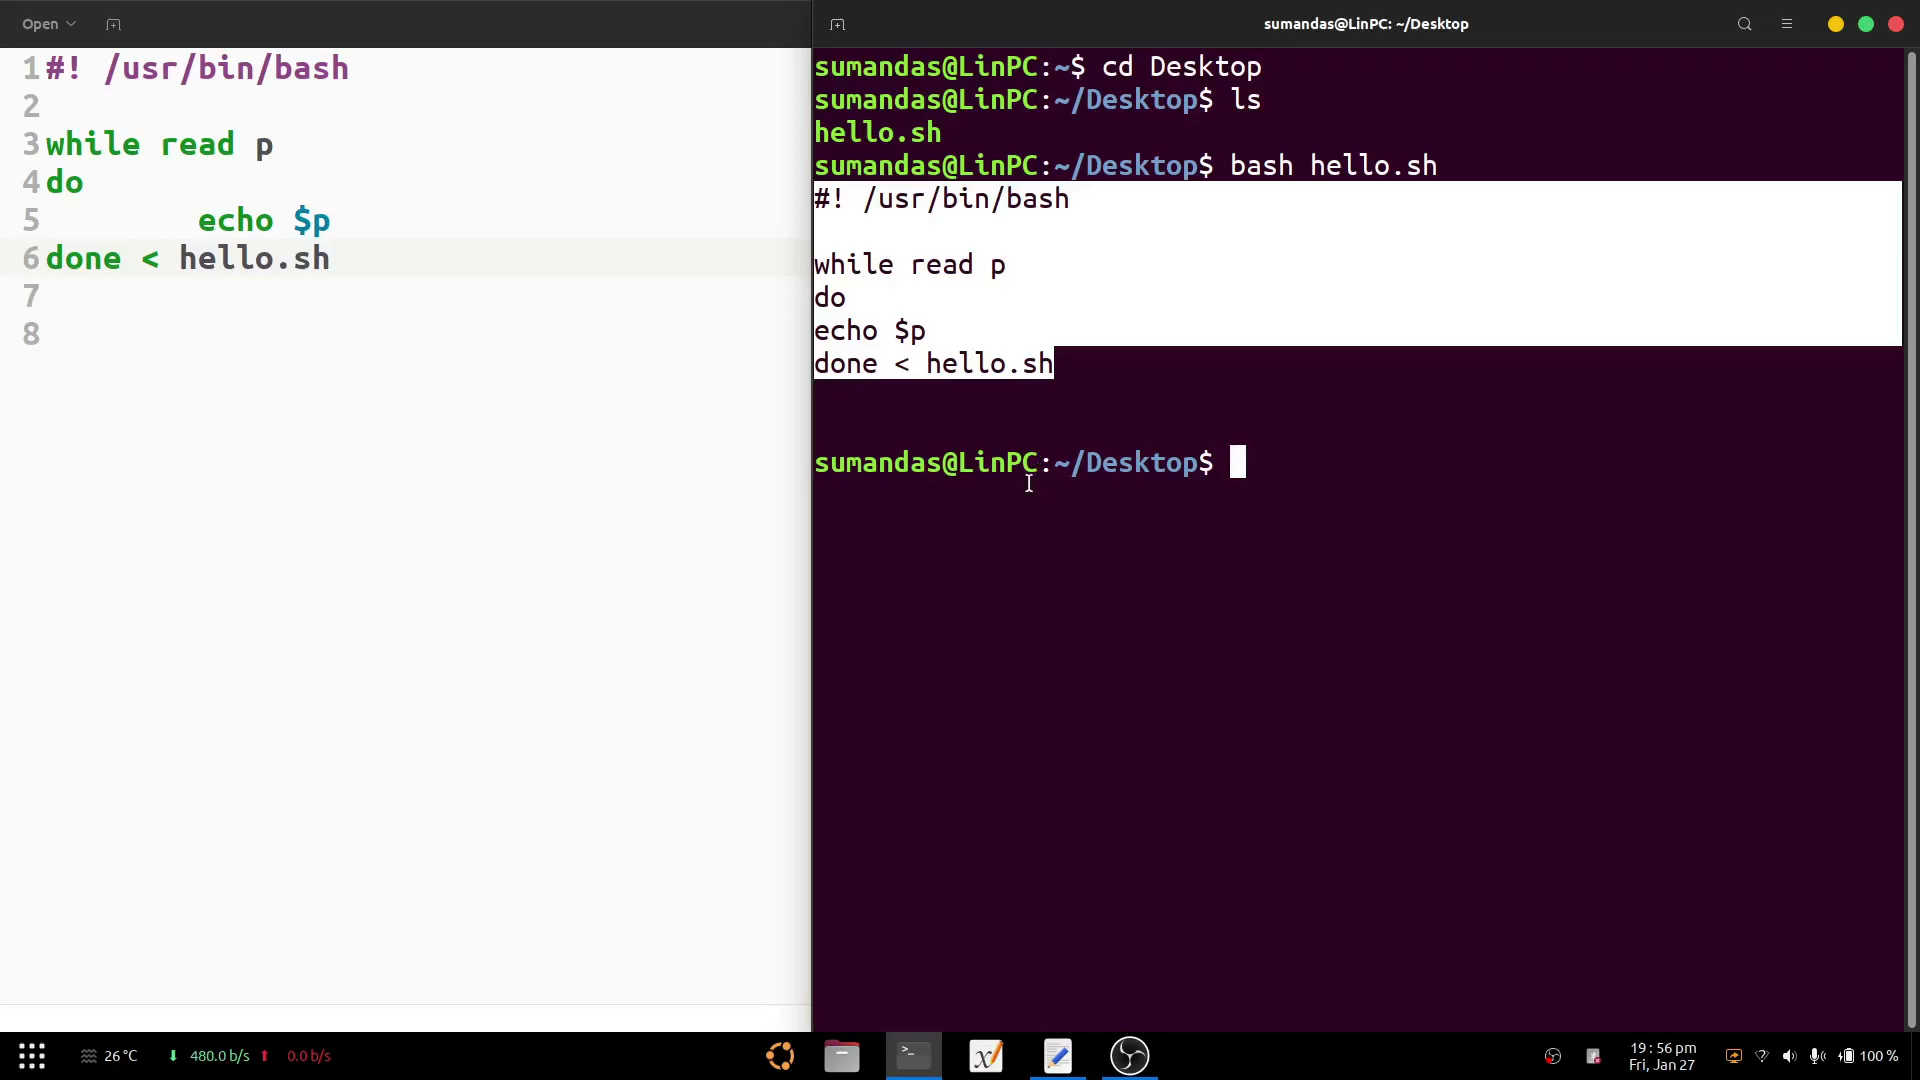 Open
1 #! /usr/bin/bash
2
3 while read p
4 do
5 echo $p
6 done < hello.sh
7
8
sumandas@LinPC: ~/Desktop
sumandas@LinPC:~$ cd Desktop
sumandas@LinPC:~/Desktop$ ls
hello.sh
sumandas@LinPC:~/Desktop$ bash hello.sh
#! /usr/bin/bash
while read p
do
echo $p
done < hello.sh
sumandas@LinPC:~/Desktop$
26 °C
480.0 b/s
0.0 b/s
19 : 56 pm
Fri, Jan 27
100 %